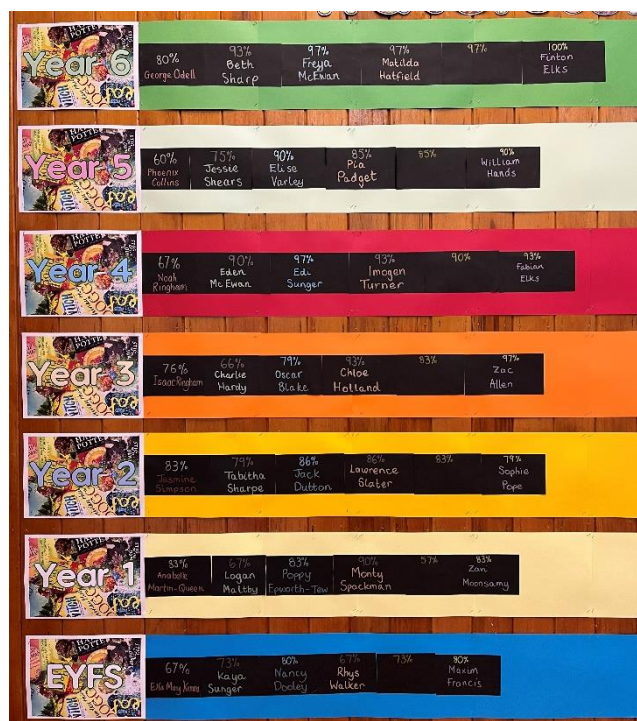 Year 6
80%
George Odell
93%
Beth
Sharp
97%
Freya
McEwan
97%
Matilda
Hatfield
97%
100%
Finton
Elks
Year 5
60%
Phoenix
Collins
75%
Jessie
Shears
90%
Elise
Varley
85%
Pia
Padget
85%
90%
William
Hands
Year 4
67%
Noah
Ringham
90%
Eden
McEwan
97%
Edi
Sunger
93%
Imogen
Turner
90%
93%
Fabian
Elks
Year 3
76%
Isaac Ringham
66%
Charlie
Hardy
79%
Oscar
Blake
93%
Chloe
Holland
83%
97%
Zac
Allen
Year 2
83%
Jasmine
Simpson
79%
Tabitha
Sharpe
86%
Jack
Dutton
86%
Lawrence
Slater
83%
79%
Sophie
Pope
Year 1
83%
Anabelle
Martin-Queen
67%
Logan
Maltby
83%
Poppy
Epworth-Tew
90%
Monty
Spackman
57%
83%
Zan
Moonsamy
EYFS
67%
Ella May
73%
Kaya
Sunger
80%
Nancy
Dooley
67%
Rhys
Walker
73%
80%
Maxim
Francis